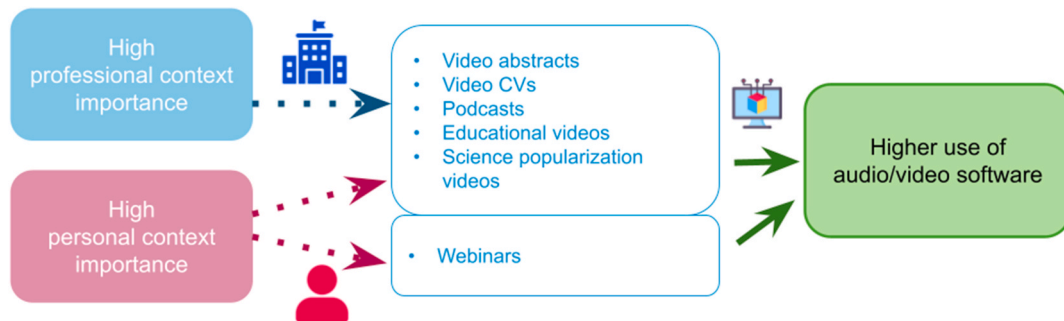 High
professional context
importance
• Video abstracts
• Video CVs
• Podcasts
• Educational videos
• Science popularization
videos
High
personal context
importance
• Webinars
Higher use of
audio/video software